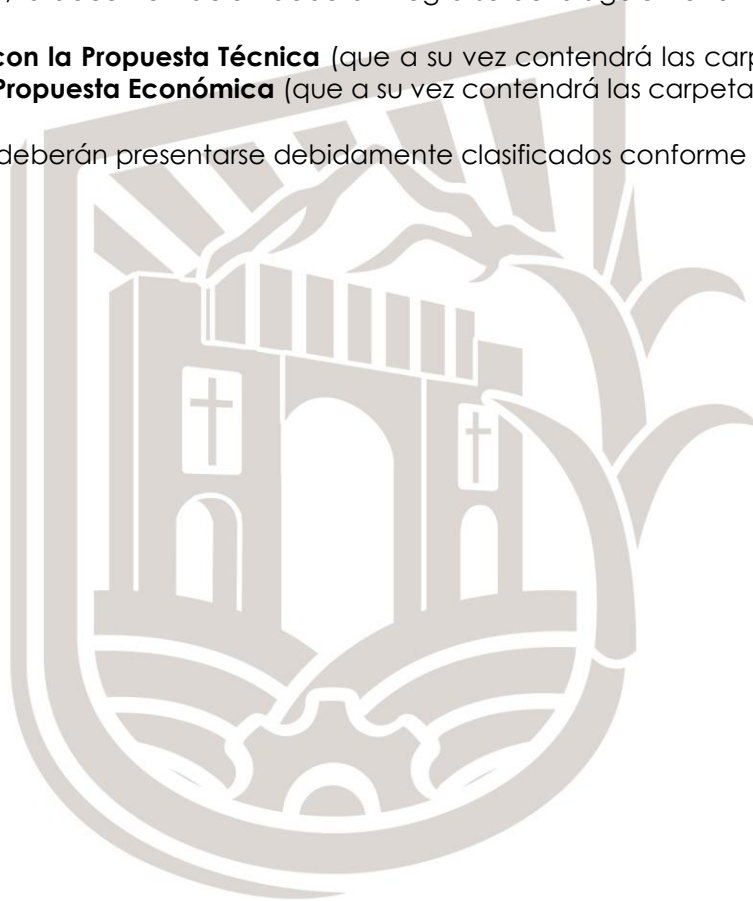 con la Propuesta Técnica (que a su vez contendrá las carp
Propuesta Económica (que a su vez contendrá las carpeta
deberán presentarse debidamente clasificados conforme